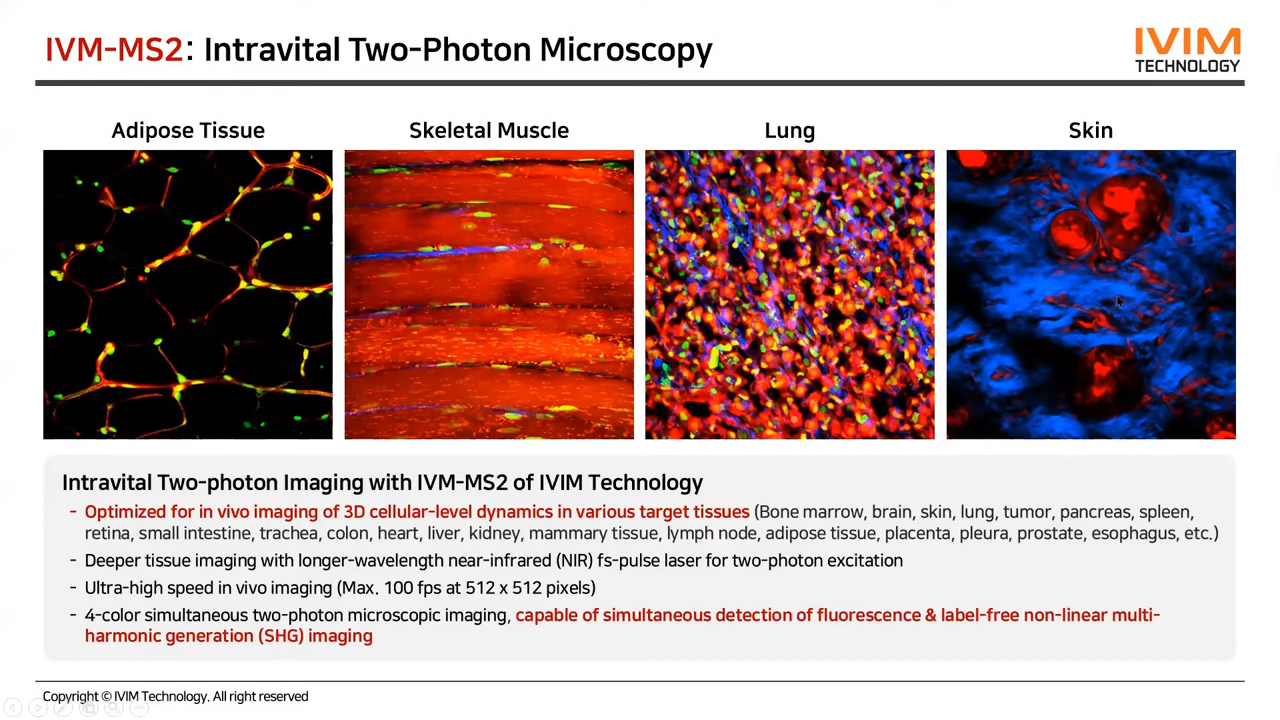 IVM-MS2: Intravital Two-Photon Microscopy
IVIM
TECHNOLOGY
Adipose Tissue
Skeletal Muscle
Lung
Skin
Intravital Two-photon Imaging with IVM-MS2 of IVIM Technology
- Optimized for in vivo imaging of 3D cellular-level dynamics in various target tissues (Bone marrow, brain, skin, lung, tumor, pancreas, spleen,
retina, small intestine, trachea, colon, heart, liver, kidney, mammary tissue, lymph node, adipose tissue, placenta, pleura, prostate, esophagus, etc.)
- Deeper tissue imaging with longer-wavelength near-infrared (NIR) fs-pulse laser for two-photon excitation
- Ultra-high speed in vivo imaging (Max. 100 fps at 512 x 512 pixels)
- 4-color simultaneous two-photon microscopic imaging, capable of simultaneous detection of fluorescence & label-free non-linear multi-
harmonic generation (SHG) imaging
Copyright © IVIM Technology. All right reserved